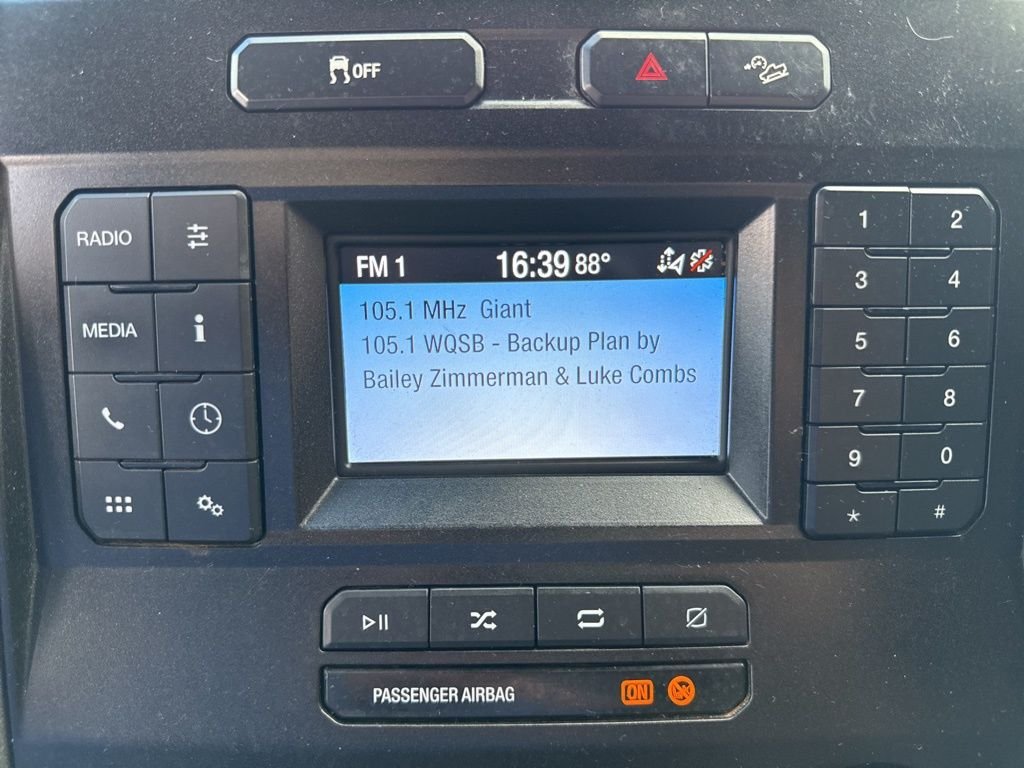 OFF
RADIO
MEDIA
i
FM 1 16:39 88°
105.1 MHz Giant
105.1 WQSB - Backup Plan by
Bailey Zimmerman & Luke Combs
1 2
3 4
5 6
7 8
9 0
* #
PASSENGER AIRBAG ON